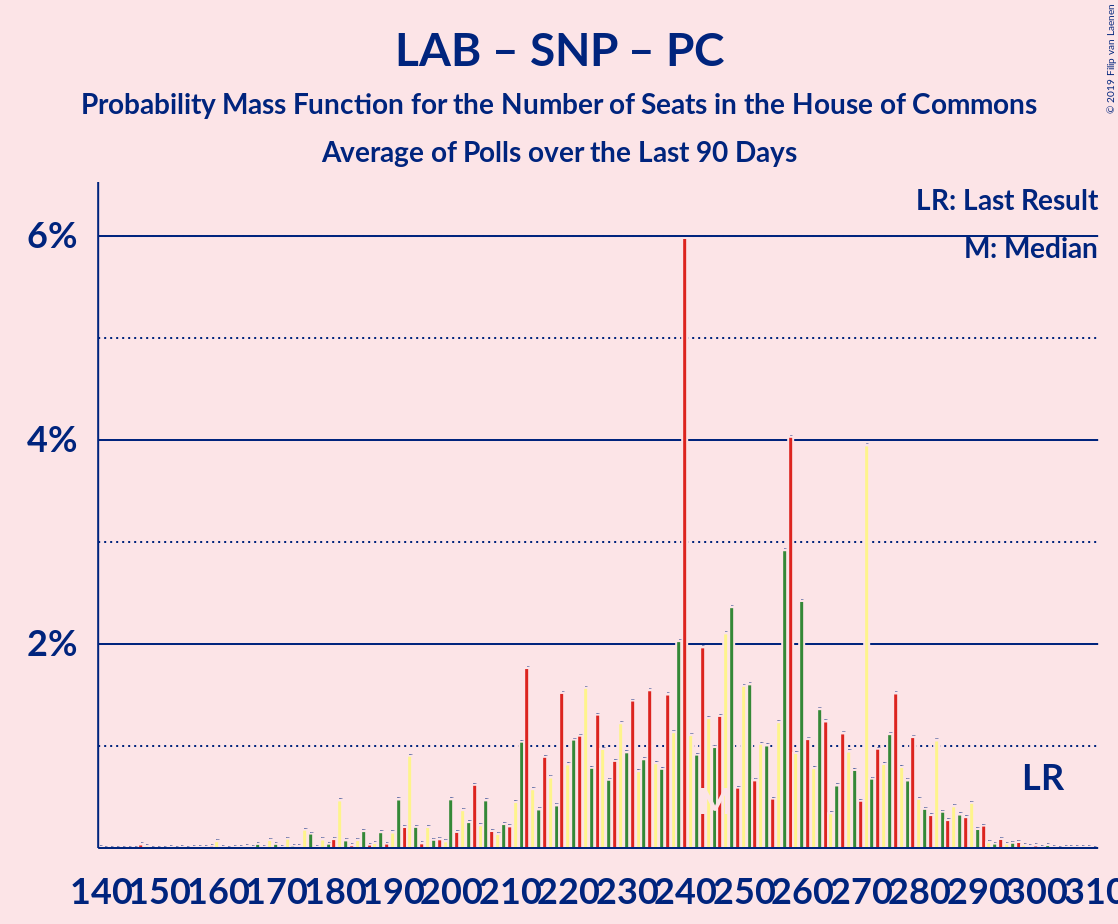 LAB – SNP – PC
Probability Mass Function for the Number of Seats in the House of Commons
Average of Polls over the Last 90 Days
© 2019 Filip van Laenen
LR: Last Result
M: Median
6%
4%
2%
M
LR
140 150 160 170 180 190 200 210 220 230 240 250 260 270 280 290 300 310